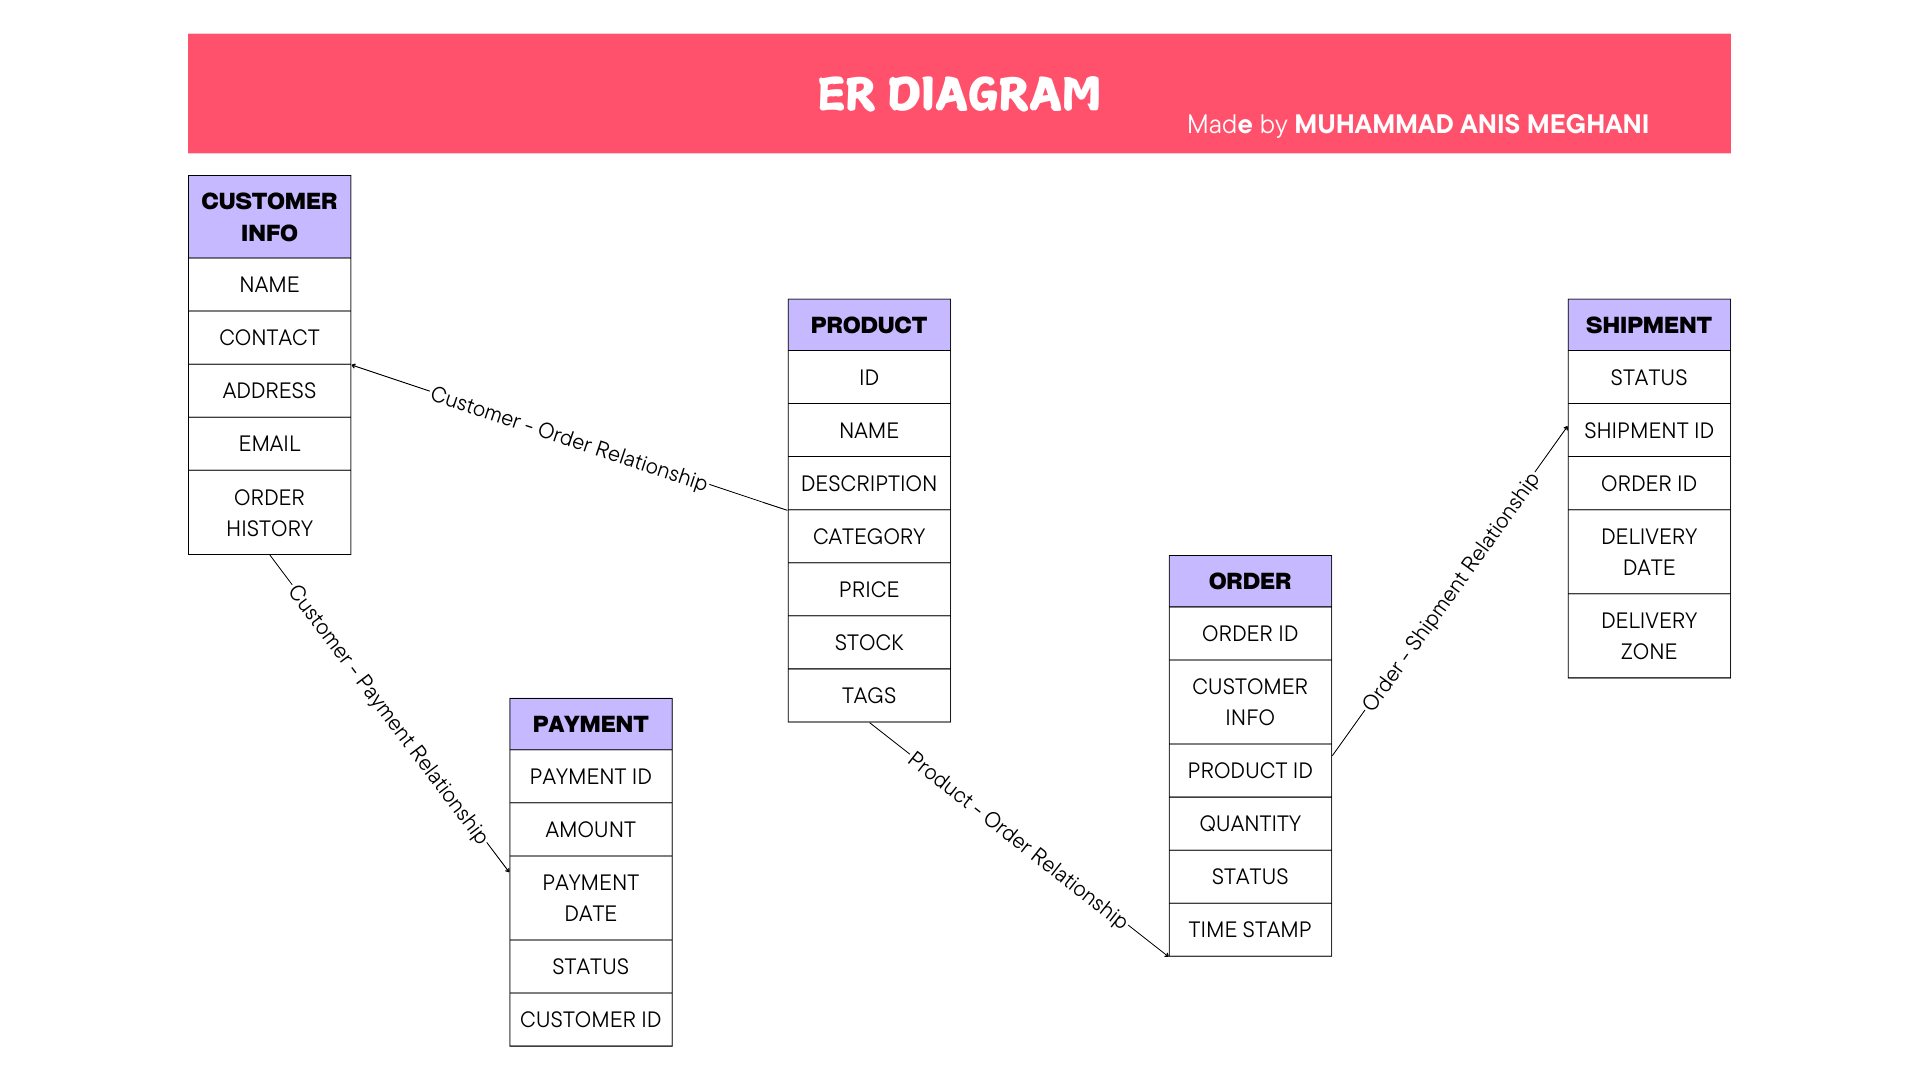 ER DIAGRAM
Made by MUHAMMAD ANIS MEGHANI
CUSTOMER
INFO
NAME
CONTACT
ADDRESS
EMAIL
ORDER
HISTORY
Customer - Order Relationship
Customer - Payment Relationship
PAYMENT
PAYMENT ID
AMOUNT
PAYMENT
DATE
STATUS
CUSTOMER ID
PRODUCT
ID
NAME
DESCRIPTION
CATEGORY
PRICE
STOCK
TAGS
Product - Order Relationship
ORDER
ORDER ID
CUSTOMER
INFO
PRODUCT ID
QUANTITY
STATUS
TIME STAMP
Order - Shipment Relationship
SHIPMENT
STATUS
SHIPMENT ID
ORDER ID
DELIVERY
DATE
DELIVERY
ZONE